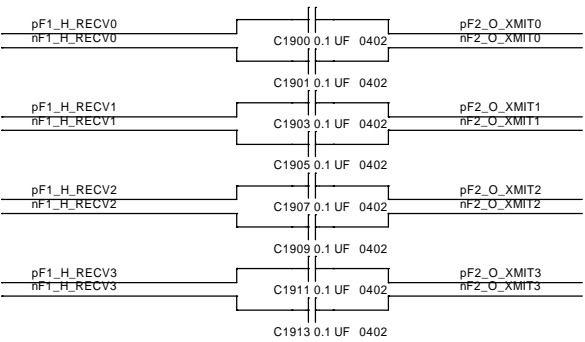 pF1_H_RECV0 pF2_O_XMIT0
nF1_H_RECV0 C1900 0.1 UF 0402 nF2_O_XMIT0
C1901 0.1 UF 0402
pF1_H_RECV1 pF2_O_XMIT1
nF1_H_RECV1 C1903 0.1 UF 0402 nF2_O_XMIT1
C1905 0.1 UF 0402
pF1_H_RECV2 pF2_O_XMIT2
nF1_H_RECV2 C1907 0.1 UF 0402 nF2_O_XMIT2
C1909 0.1 UF 0402
pF1_H_RECV3 pF2_O_XMIT3
nF1_H_RECV3 C1911 0.1 UF 0402 nF2_O_XMIT3
C1913 0.1 UF 0402